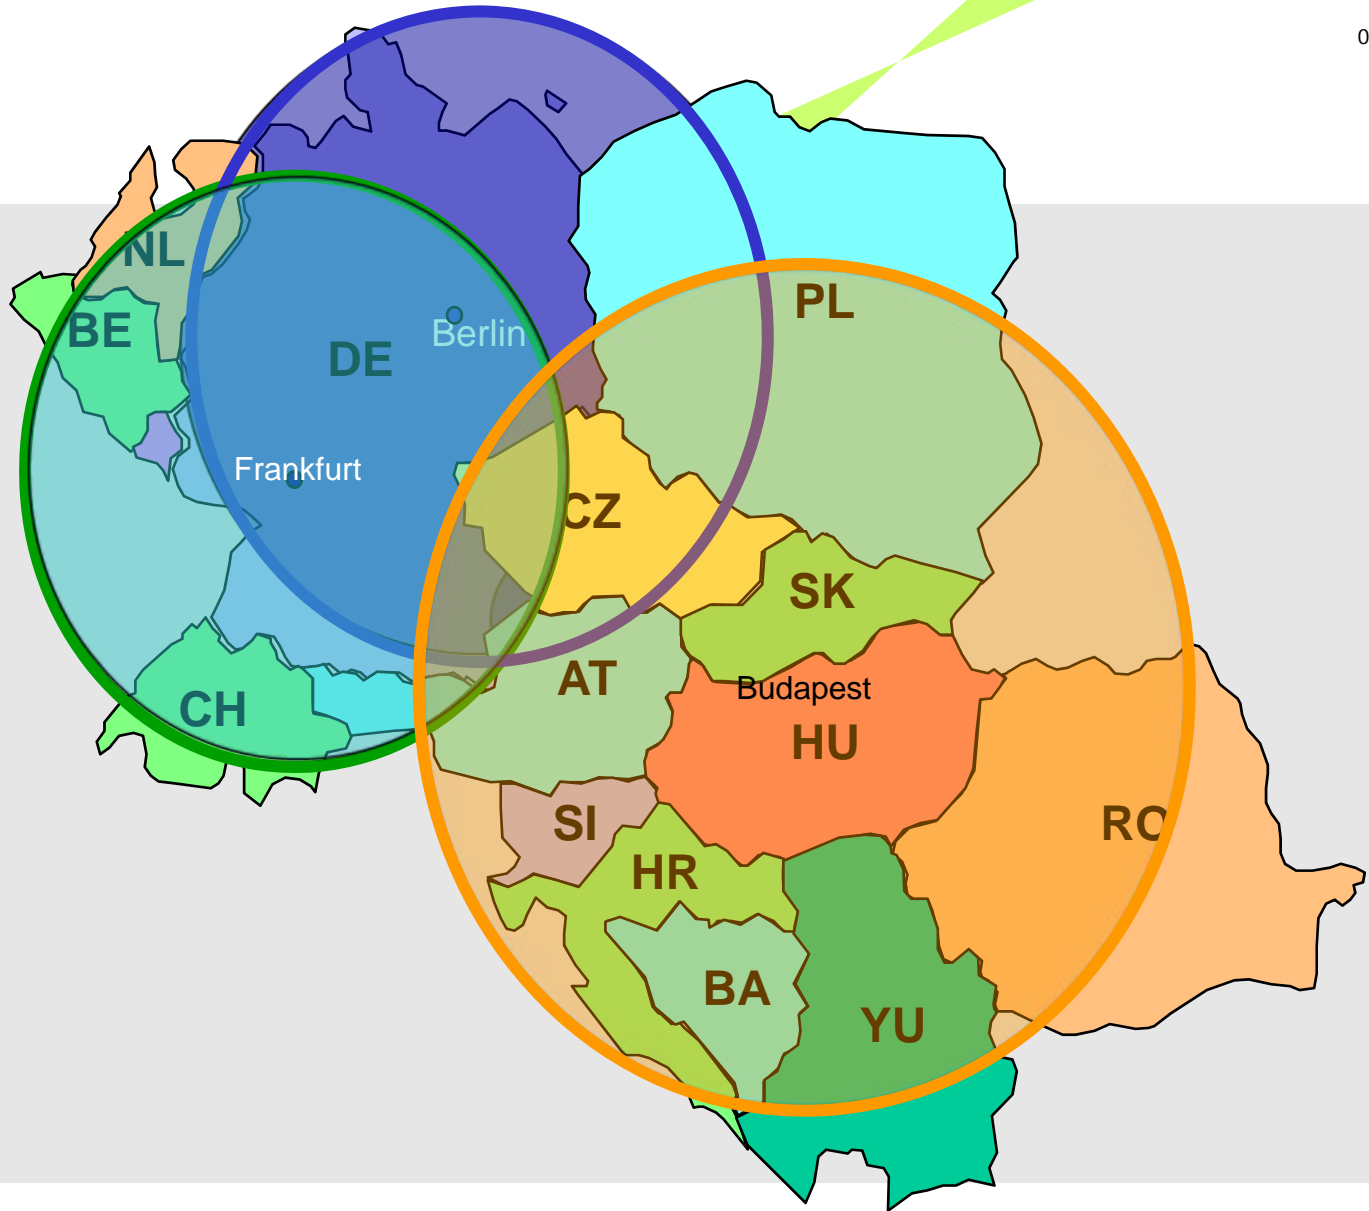 0
NL
PL
BE
Berlin
DE
Frankfurt
CZ
SK
AT
Budapest
CH
HU
SI
RO
HR
BA
YU